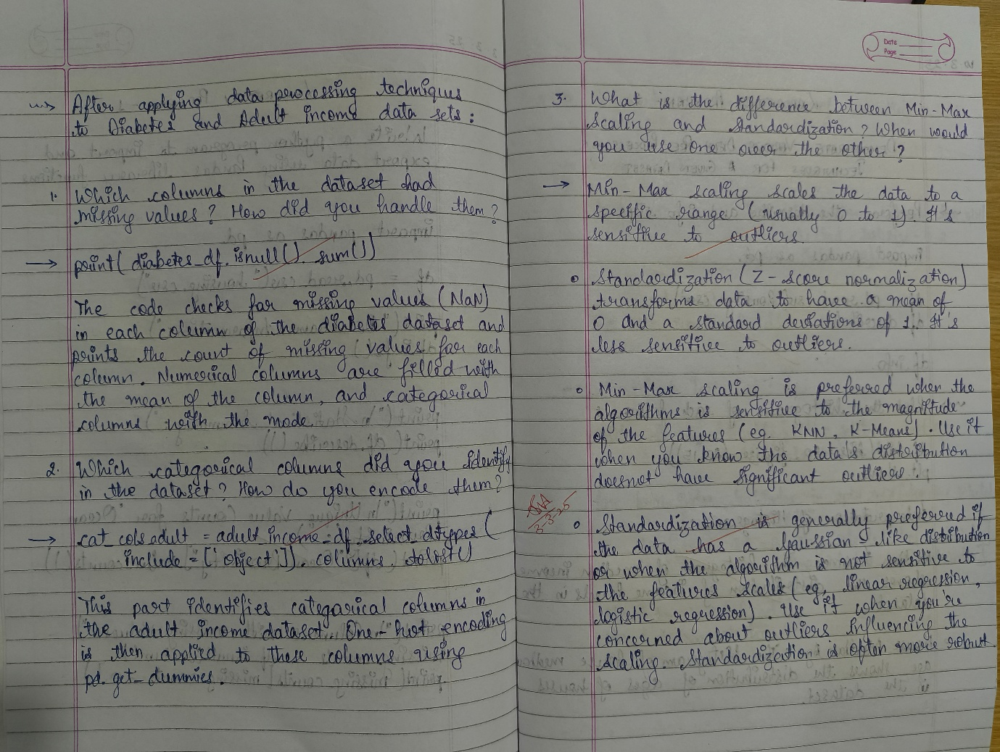 After applying data processing techniques
to Diabetes and Adult income data sets:
1. Which columns in the dataset had
missing values? How did you handle them?
→ print(diabetes_df.isnull().sum())
The code checks for missing values (NaN)
in each column of the diabetes dataset and
prints the count of missing values for each
column. Numerical columns are filled with
the mean of the column, and categorical
columns with the mode.
2. Which categorical columns did you identify
in the dataset? How do you encode them?
→ cat_cols adult = adult_income_df.select_dtypes(
include = ['object']).columns.tolist()
This part identifies categorical columns in
the adult income dataset. One-hot encoding
is then applied to these columns using
pd.get_dummies.
Date
Page
3. What is the difference between Min-Max
Scaling and Standardization? When would
you use one over the other?
→ Min-Max scaling scales the data to a
specific range (usually 0 to 1) It's
sensitive to outliers.
Standardization (Z-score normalization)
transforms data to have a mean of
0 and a standard deviations of 1. It's
less sensitive to outliers.
Min-Max scaling is preferred when the
algorithms is sensitive to the magnitude
of the features (eg. KNN, K-Means). Use it
when you know the data's distribution
doesnot have significant outliers.
3-3-25
Standardization is generally preferred if
the data has a Gaussian-like distribution
or when the algorithm is not sensitive to
the features scales (eg, linear regression,
logistic regression). Use it when you're
concerned about outliers influencing the
scaling. Standardization is often more robust.